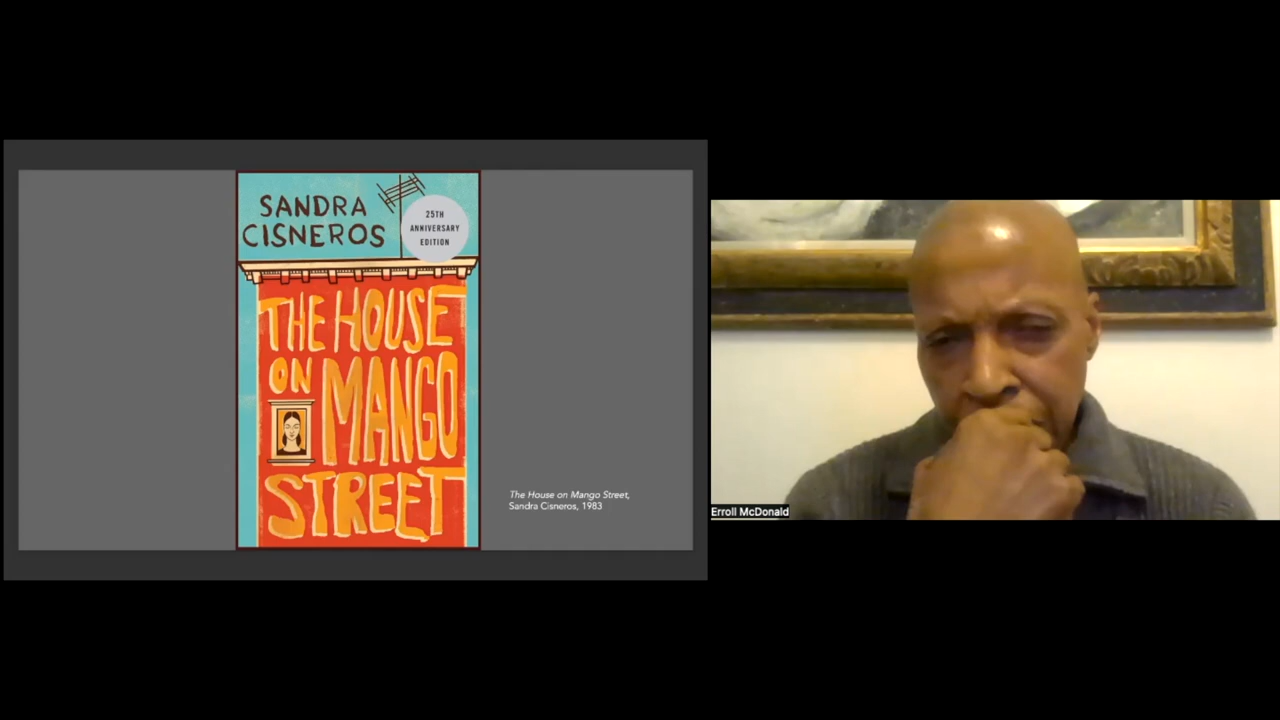 SANDRA
CISNEROS
25TH
ANNIVERSARY
EDITION
THE HOUSE
ON MANGO
STREET
The House on Mango Street,
Sandra Cisneros, 1983
Erroll McDonald